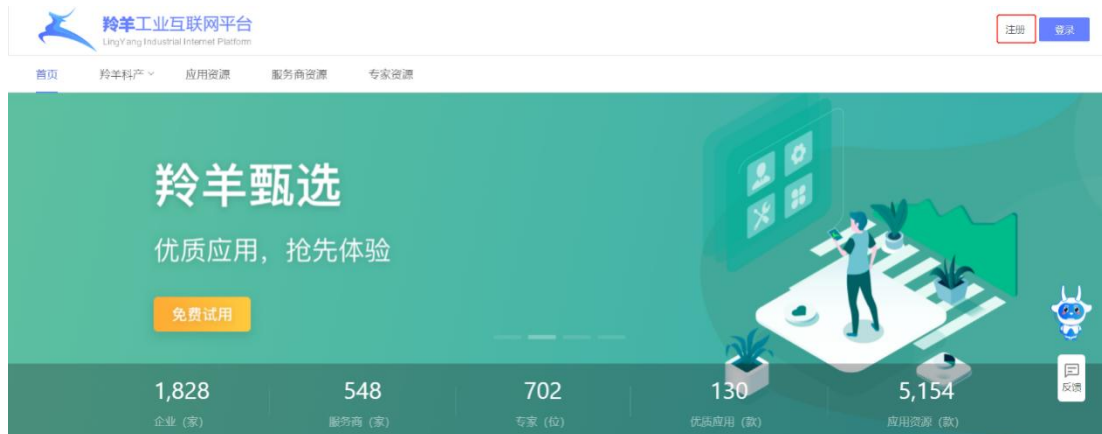 羚羊工业互联网平台
LingYang Industrial Internet Platform
注册
登录
首页 羚羊科产 应用资源 服务商资源 专家资源
羚羊甄选
优质应用，抢先体验
免费试用
反馈
1,828 548 702 130 5,154
企业（家） 服务商（家） 专家（位） 优质应用（款） 应用资源（款）